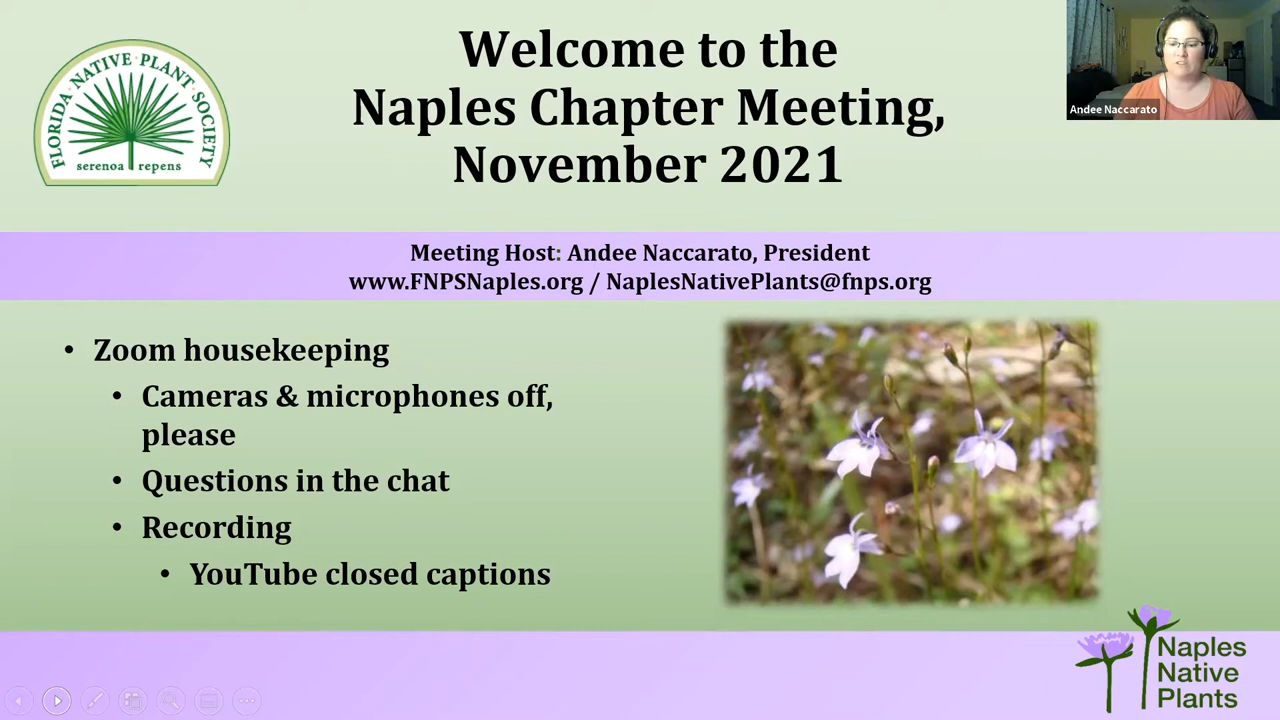 FLORIDA · NATIVE · PLANT · SOCIETY
serenoa repens
Welcome to the
Naples Chapter Meeting,
November 2021
Andee Naccarato
Meeting Host: Andee Naccarato, President
www.FNPSNaples.org / NaplesNativePlants@fnps.org
• Zoom housekeeping
• Cameras & microphones off,
please
• Questions in the chat
• Recording
• YouTube closed captions
Naples
Native
Plants